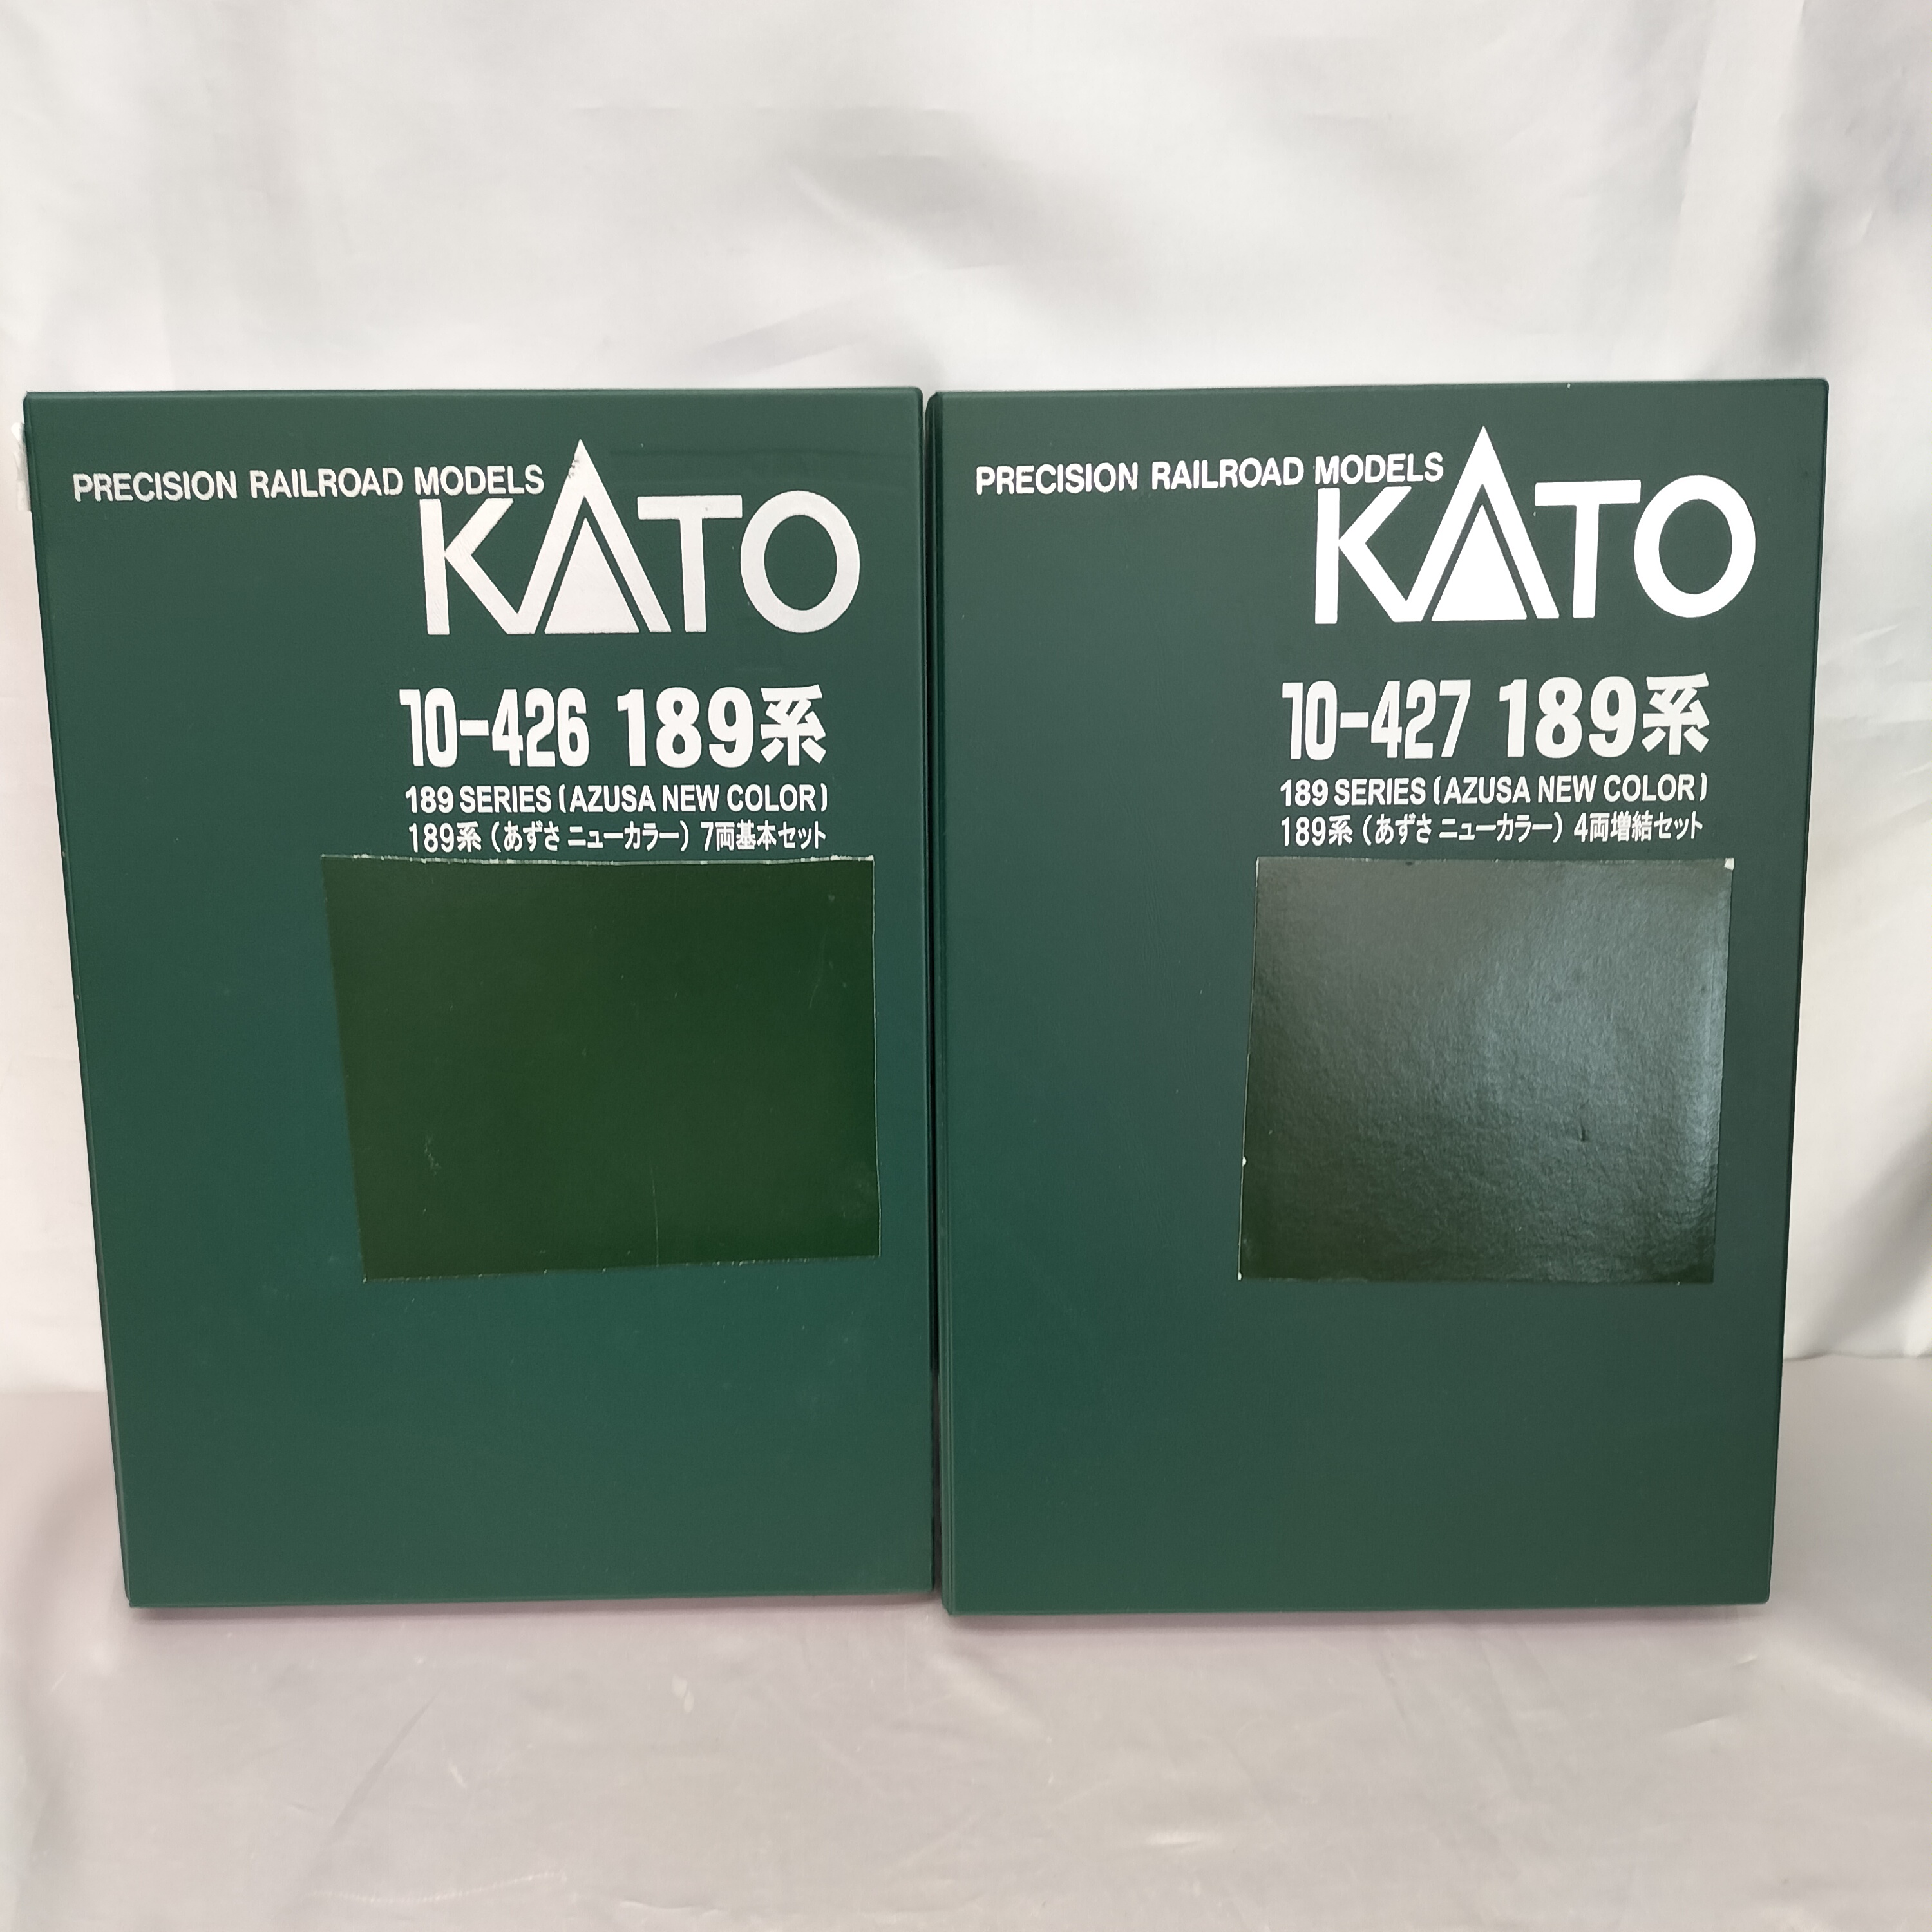 PRECISION RAILROAD MODELS
KATO
10-426 189系
189 SERIES (AZUSA NEW COLOR)
189系(あずさ ニューカラー)7両基本セット
PRECISION RAILROAD MODELS
KATO
10-427 189系
189 SERIES (AZUSA NEW COLOR)
189系(あずさ ニューカラー)4両増結セット